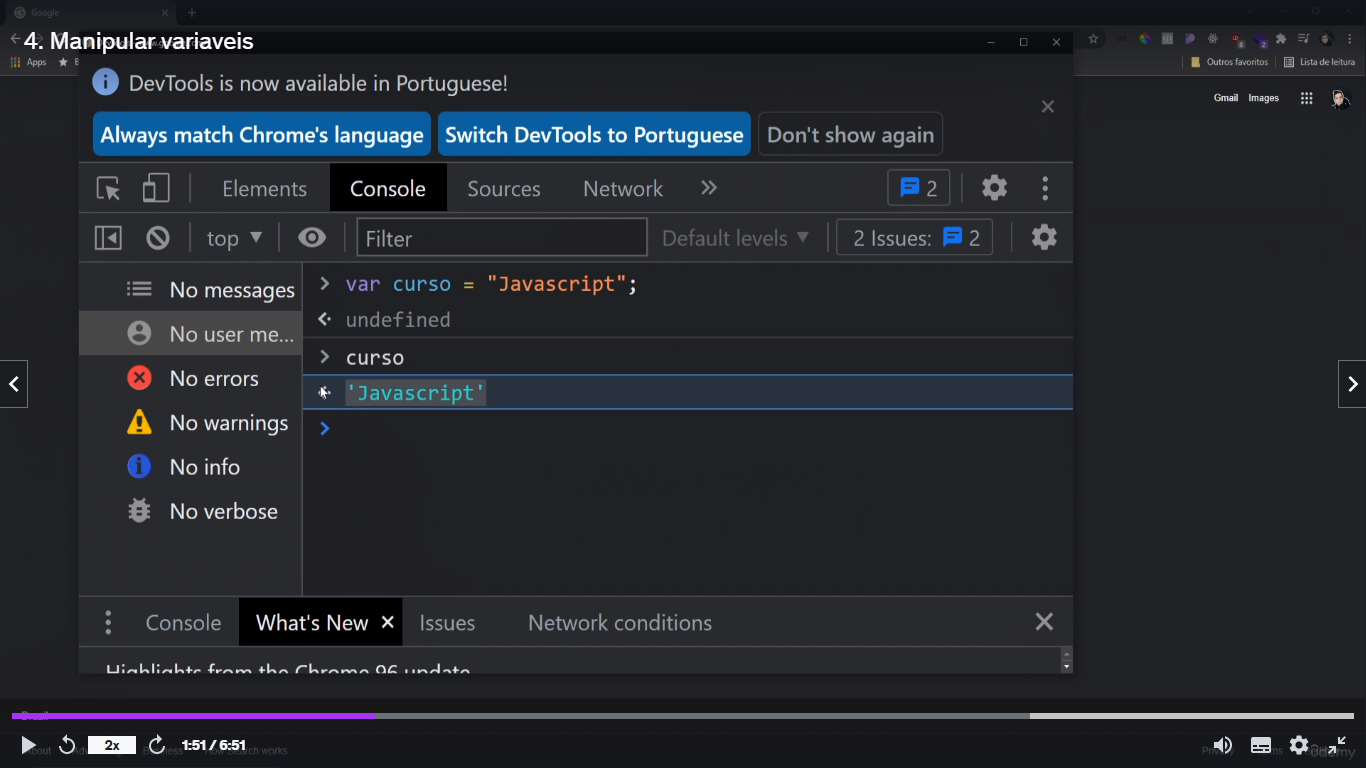 Google
4. Manipular variaveis
Apps
Outros favoritos
Lista de leitura
DevTools is now available in Portuguese!
Always match Chrome's language
Switch DevTools to Portuguese
Don't show again
Gmail Images
Elements Console Sources Network 2
top Filter Default levels 2 Issues: 2
No messages
No user me...
No errors
No warnings
No info
No verbose
var curso = "Javascript";
undefined
curso
'Javascript'
Console What's New Issues Network conditions
Highlights from the Chrome 96 update
Brazil
2x
1:51 / 6:51
udemy